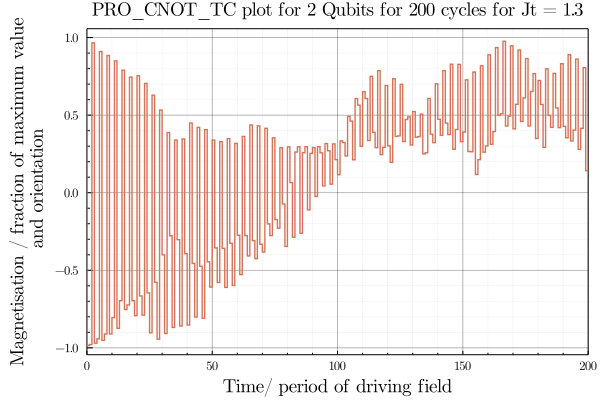 PRO_CNOT_TC plot for 2 Qubits for 200 cycles for Jt = 1.3
Magnetisation / fraction of maximum value
and orientation
1.0
0.5
0.0
−0.5
−1.0
0 50 100 150 200
Time/ period of driving field